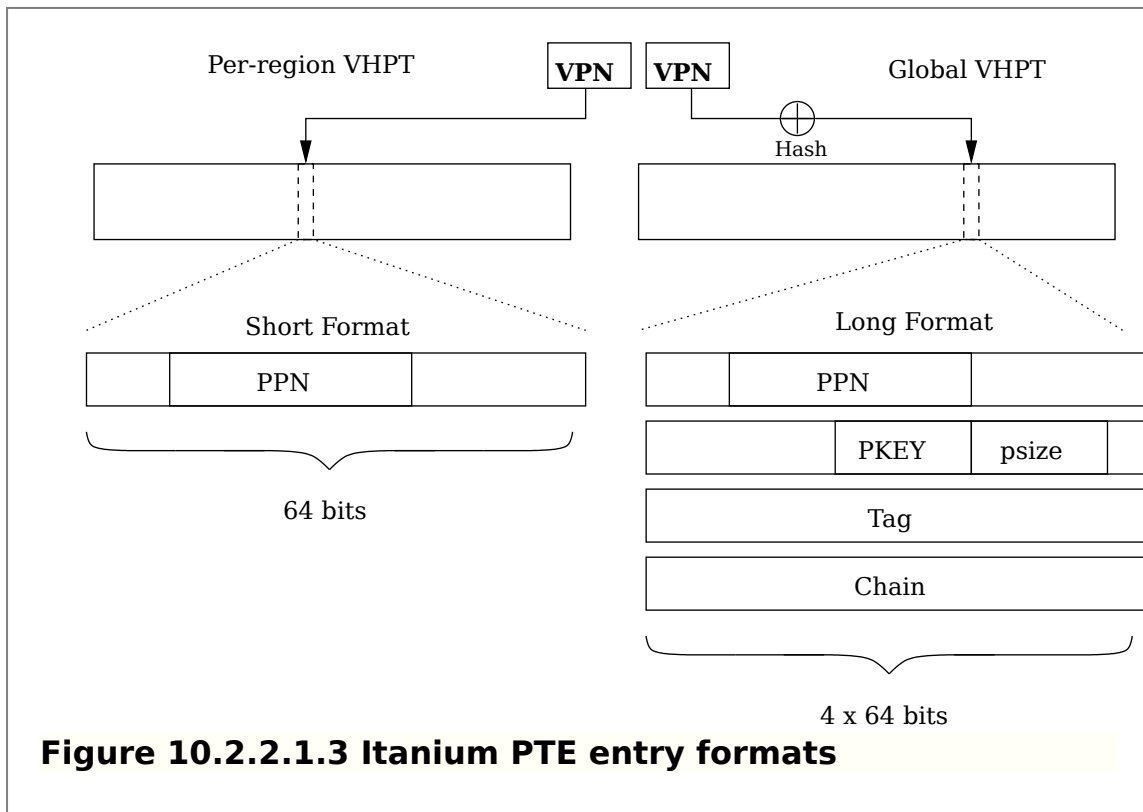 Per-region VHPT
VPN
VPN
Global VHPT
Hash
Short Format
Long Format
PPN
PPN
PKEY
psize
64 bits
Tag
Chain
4 x 64 bits
Figure 10.2.2.1.3 Itanium PTE entry formats